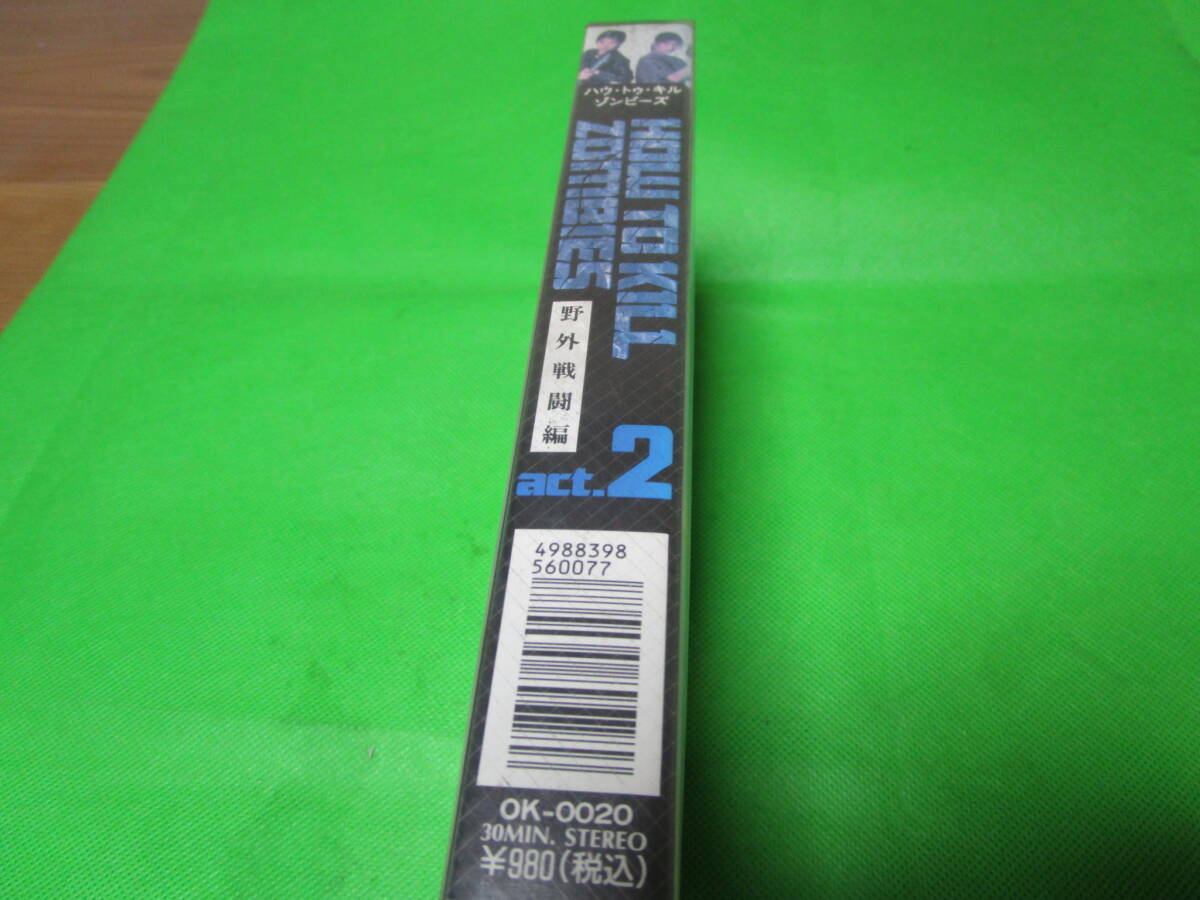 ハウ・トゥ・キル
ゾンビーズ
HOW TO KILL
ZOMBIES
野外戦闘編
act.2
4988398
560077
OK-0020
30MIN. STEREO
¥980(税込)